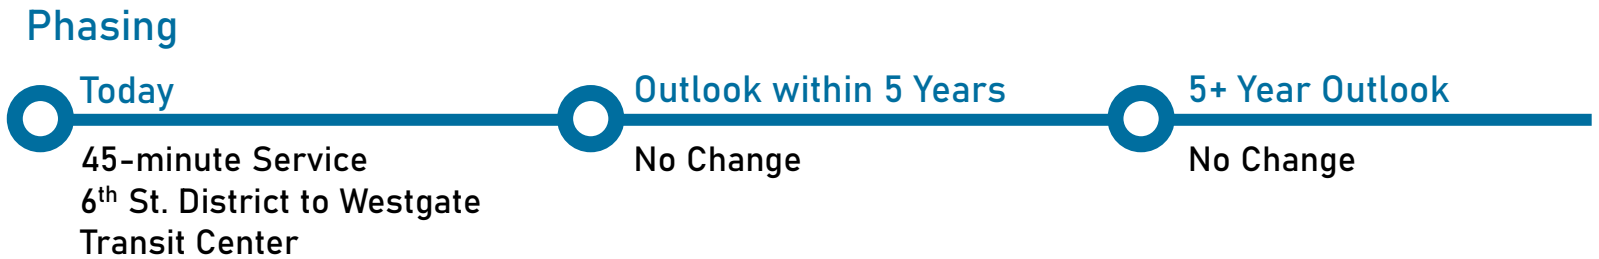 Phasing
Today
45-minute Service
6th St. District to Westgate
Transit Center
Outlook within 5 Years
No Change
5+ Year Outlook
No Change